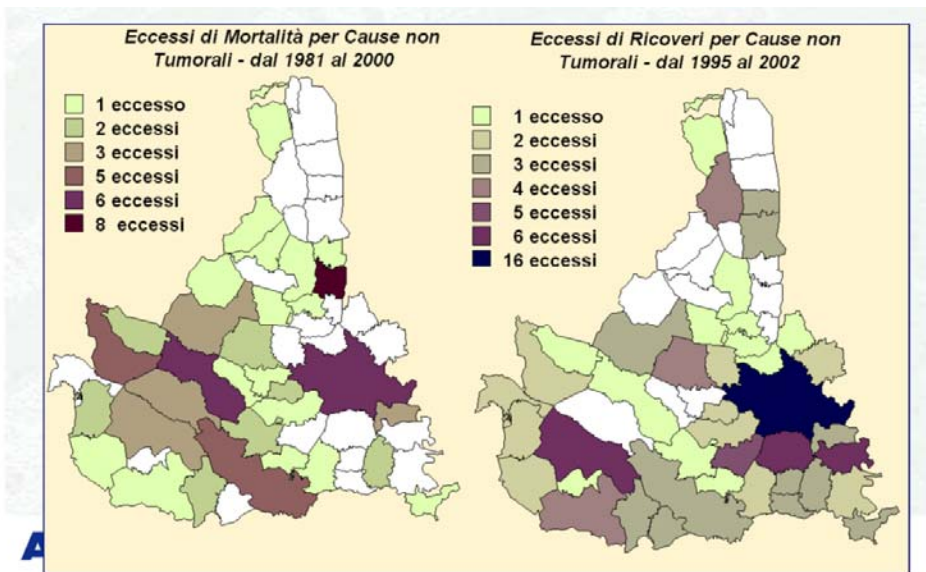 Eccessi di Mortalità per Cause non
Tumorali - dal 1981 al 2000
1 eccesso
2 eccessi
3 eccessi
5 eccessi
6 eccessi
8 eccessi
Eccessi di Ricoveri per Cause non
Tumorali - dal 1995 al 2002
1 eccesso
2 eccessi
3 eccessi
4 eccessi
5 eccessi
6 eccessi
16 eccessi
A